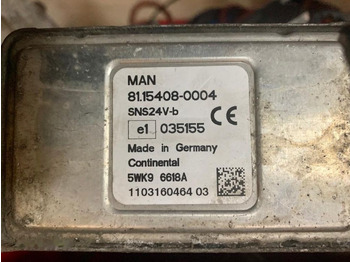 MAN
81.15408-0004
SNS24V-b
e1 035155 CE
Made in Germany
Continental
5WK9 6618A
1103160464 03